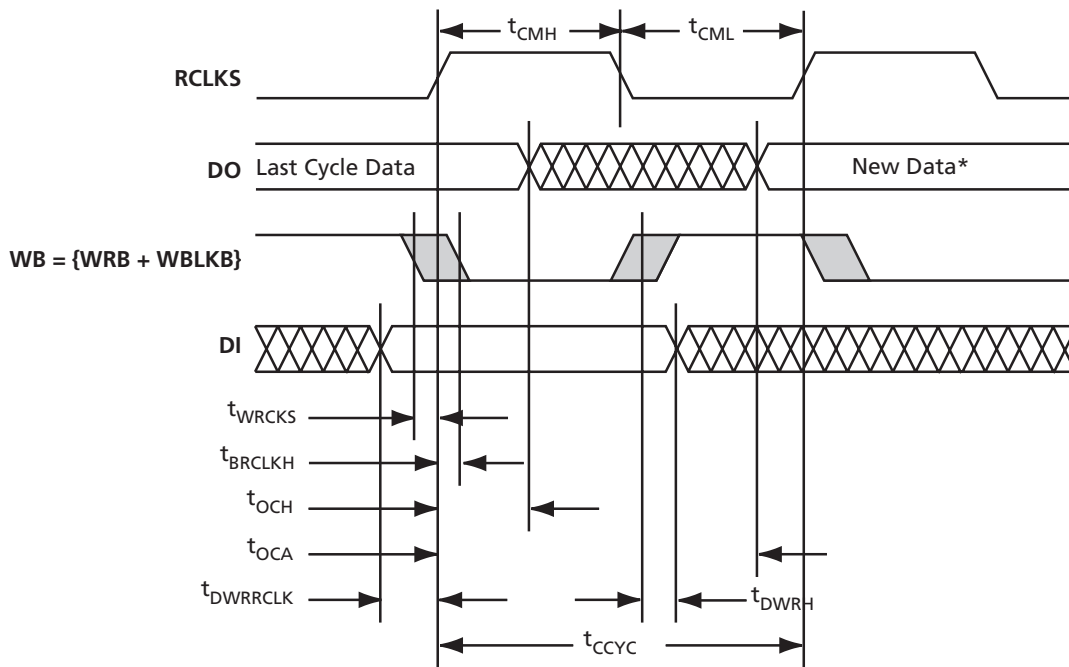 tCMH tCML
RCLKS
DO Last Cycle Data New Data*
WB = {WRB + WBLKB}
DI
tWRCKS
tBRCLKH
tOCH
tOCA
tDWRRCLK tDWRH
tCCYC